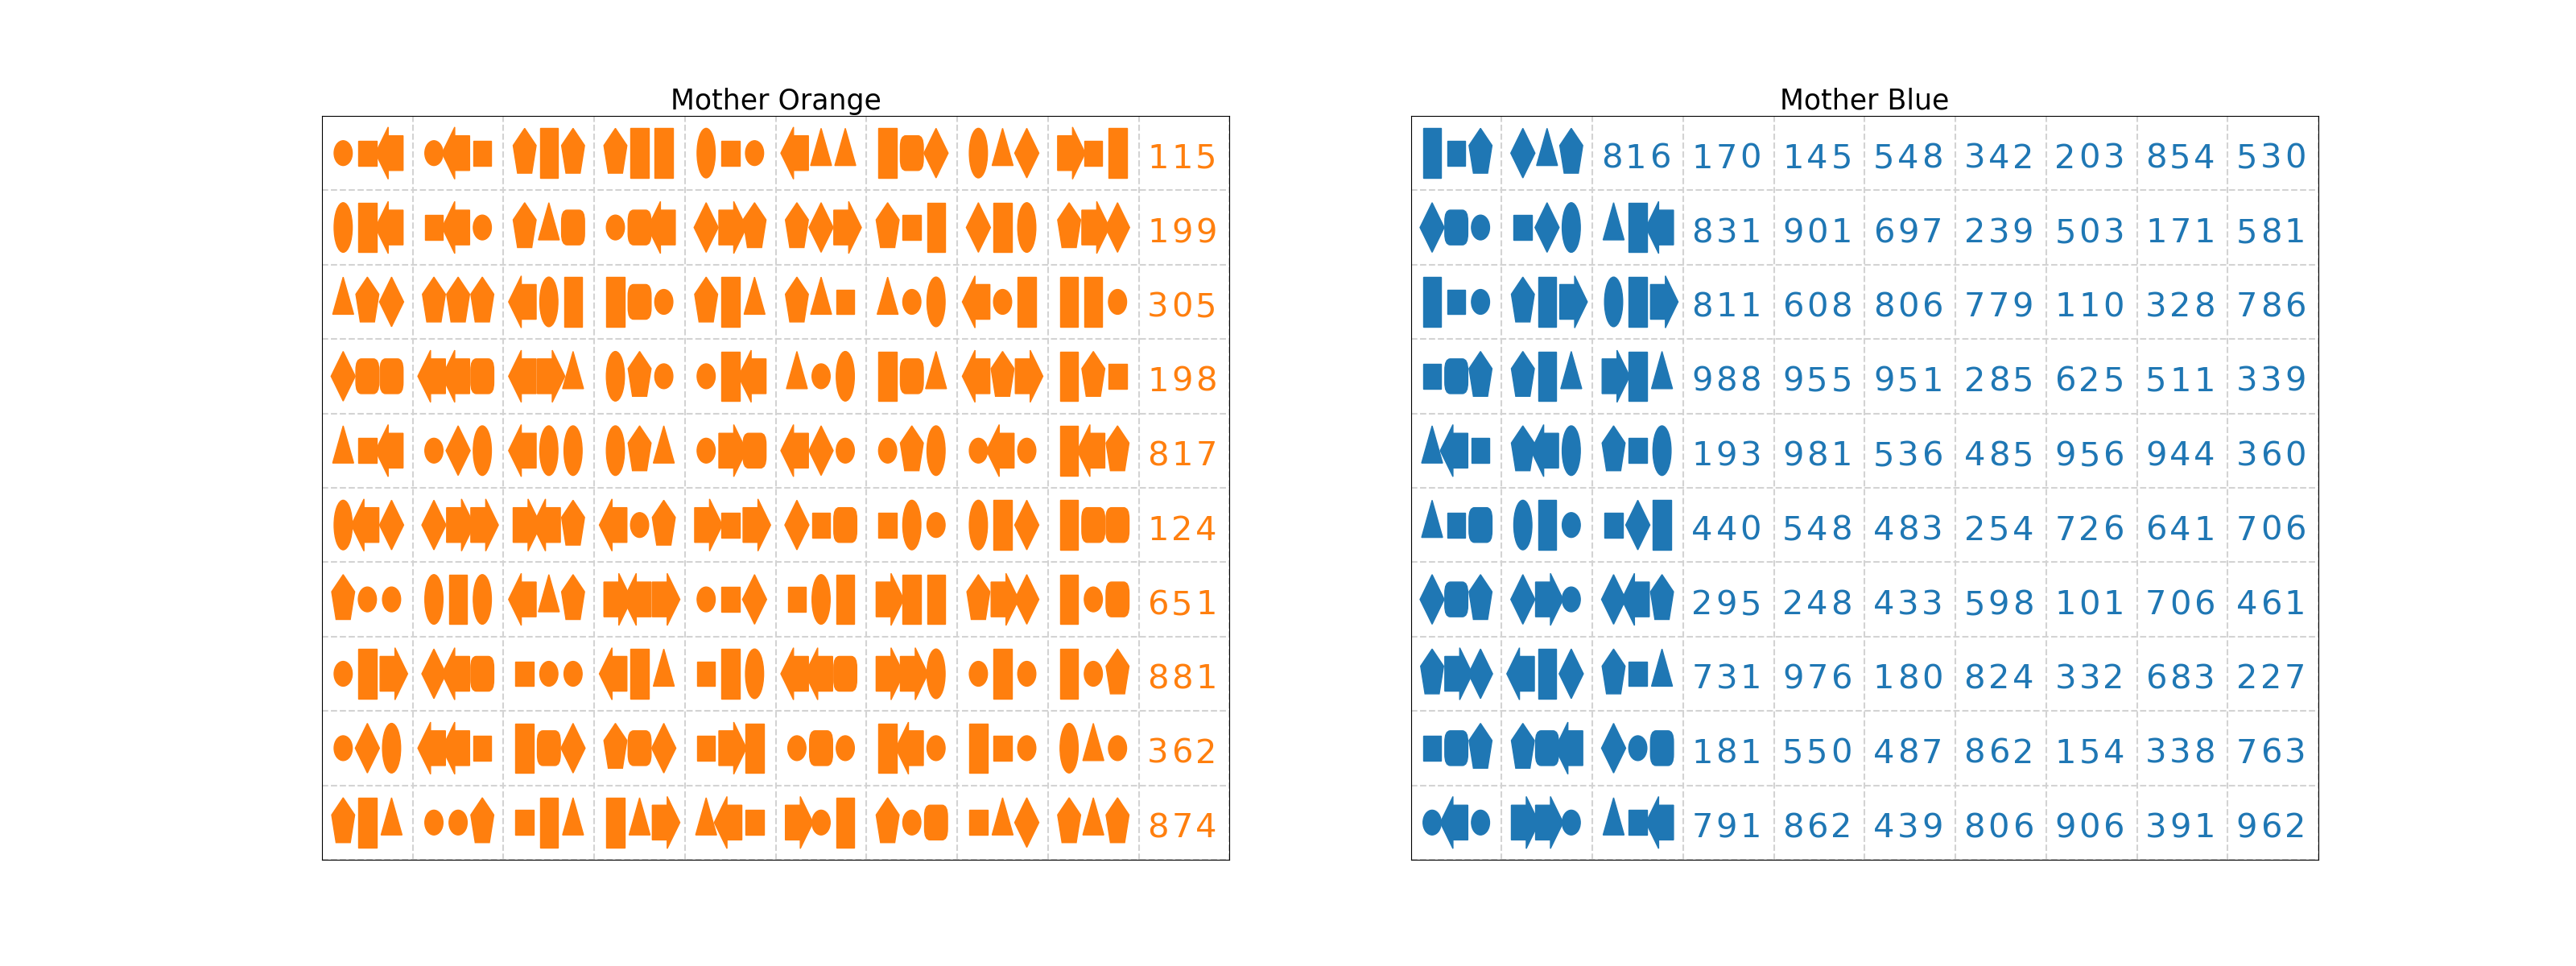 Mother Orange
115
199
305
198
817
124
651
881
362
874
Mother Blue
816 170 145 548 342 203 854 530
831 901 697 239 503 171 581
811 608 806 779 110 328 786
988 955 951 285 625 511 339
193 981 536 485 956 944 360
440 548 483 254 726 641 706
295 248 433 598 101 706 461
731 976 180 824 332 683 227
181 550 487 862 154 338 763
791 862 439 806 906 391 962